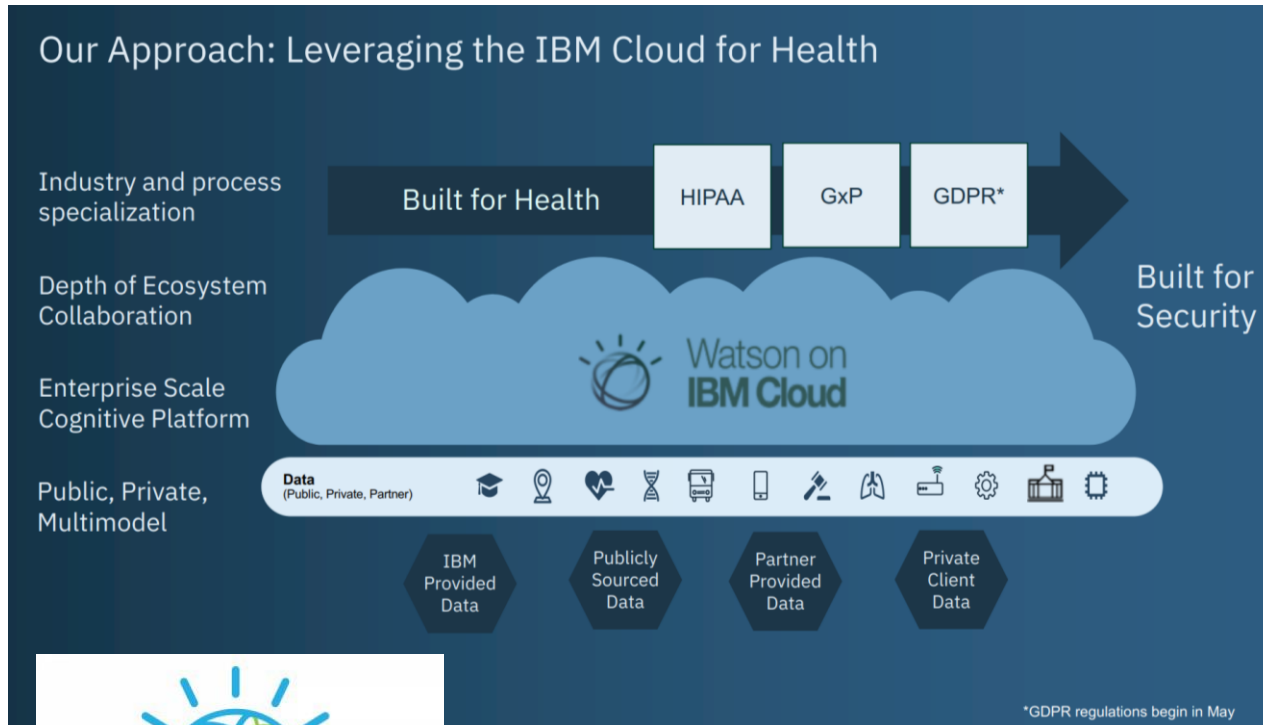 Our Approach: Leveraging the IBM Cloud for Health
Industry and process
specialization
Built for Health
HIPAA
GxP
GDPR*
Depth of Ecosystem
Collaboration
Built for
Security
Watson on
IBM Cloud
Enterprise Scale
Cognitive Platform
Public, Private,
Multimodel
Data
(Public, Private, Partner)
IBM
Provided
Data
Publicly
Sourced
Data
Partner
Provided
Data
Private
Client
Data
*GDPR regulations begin in May